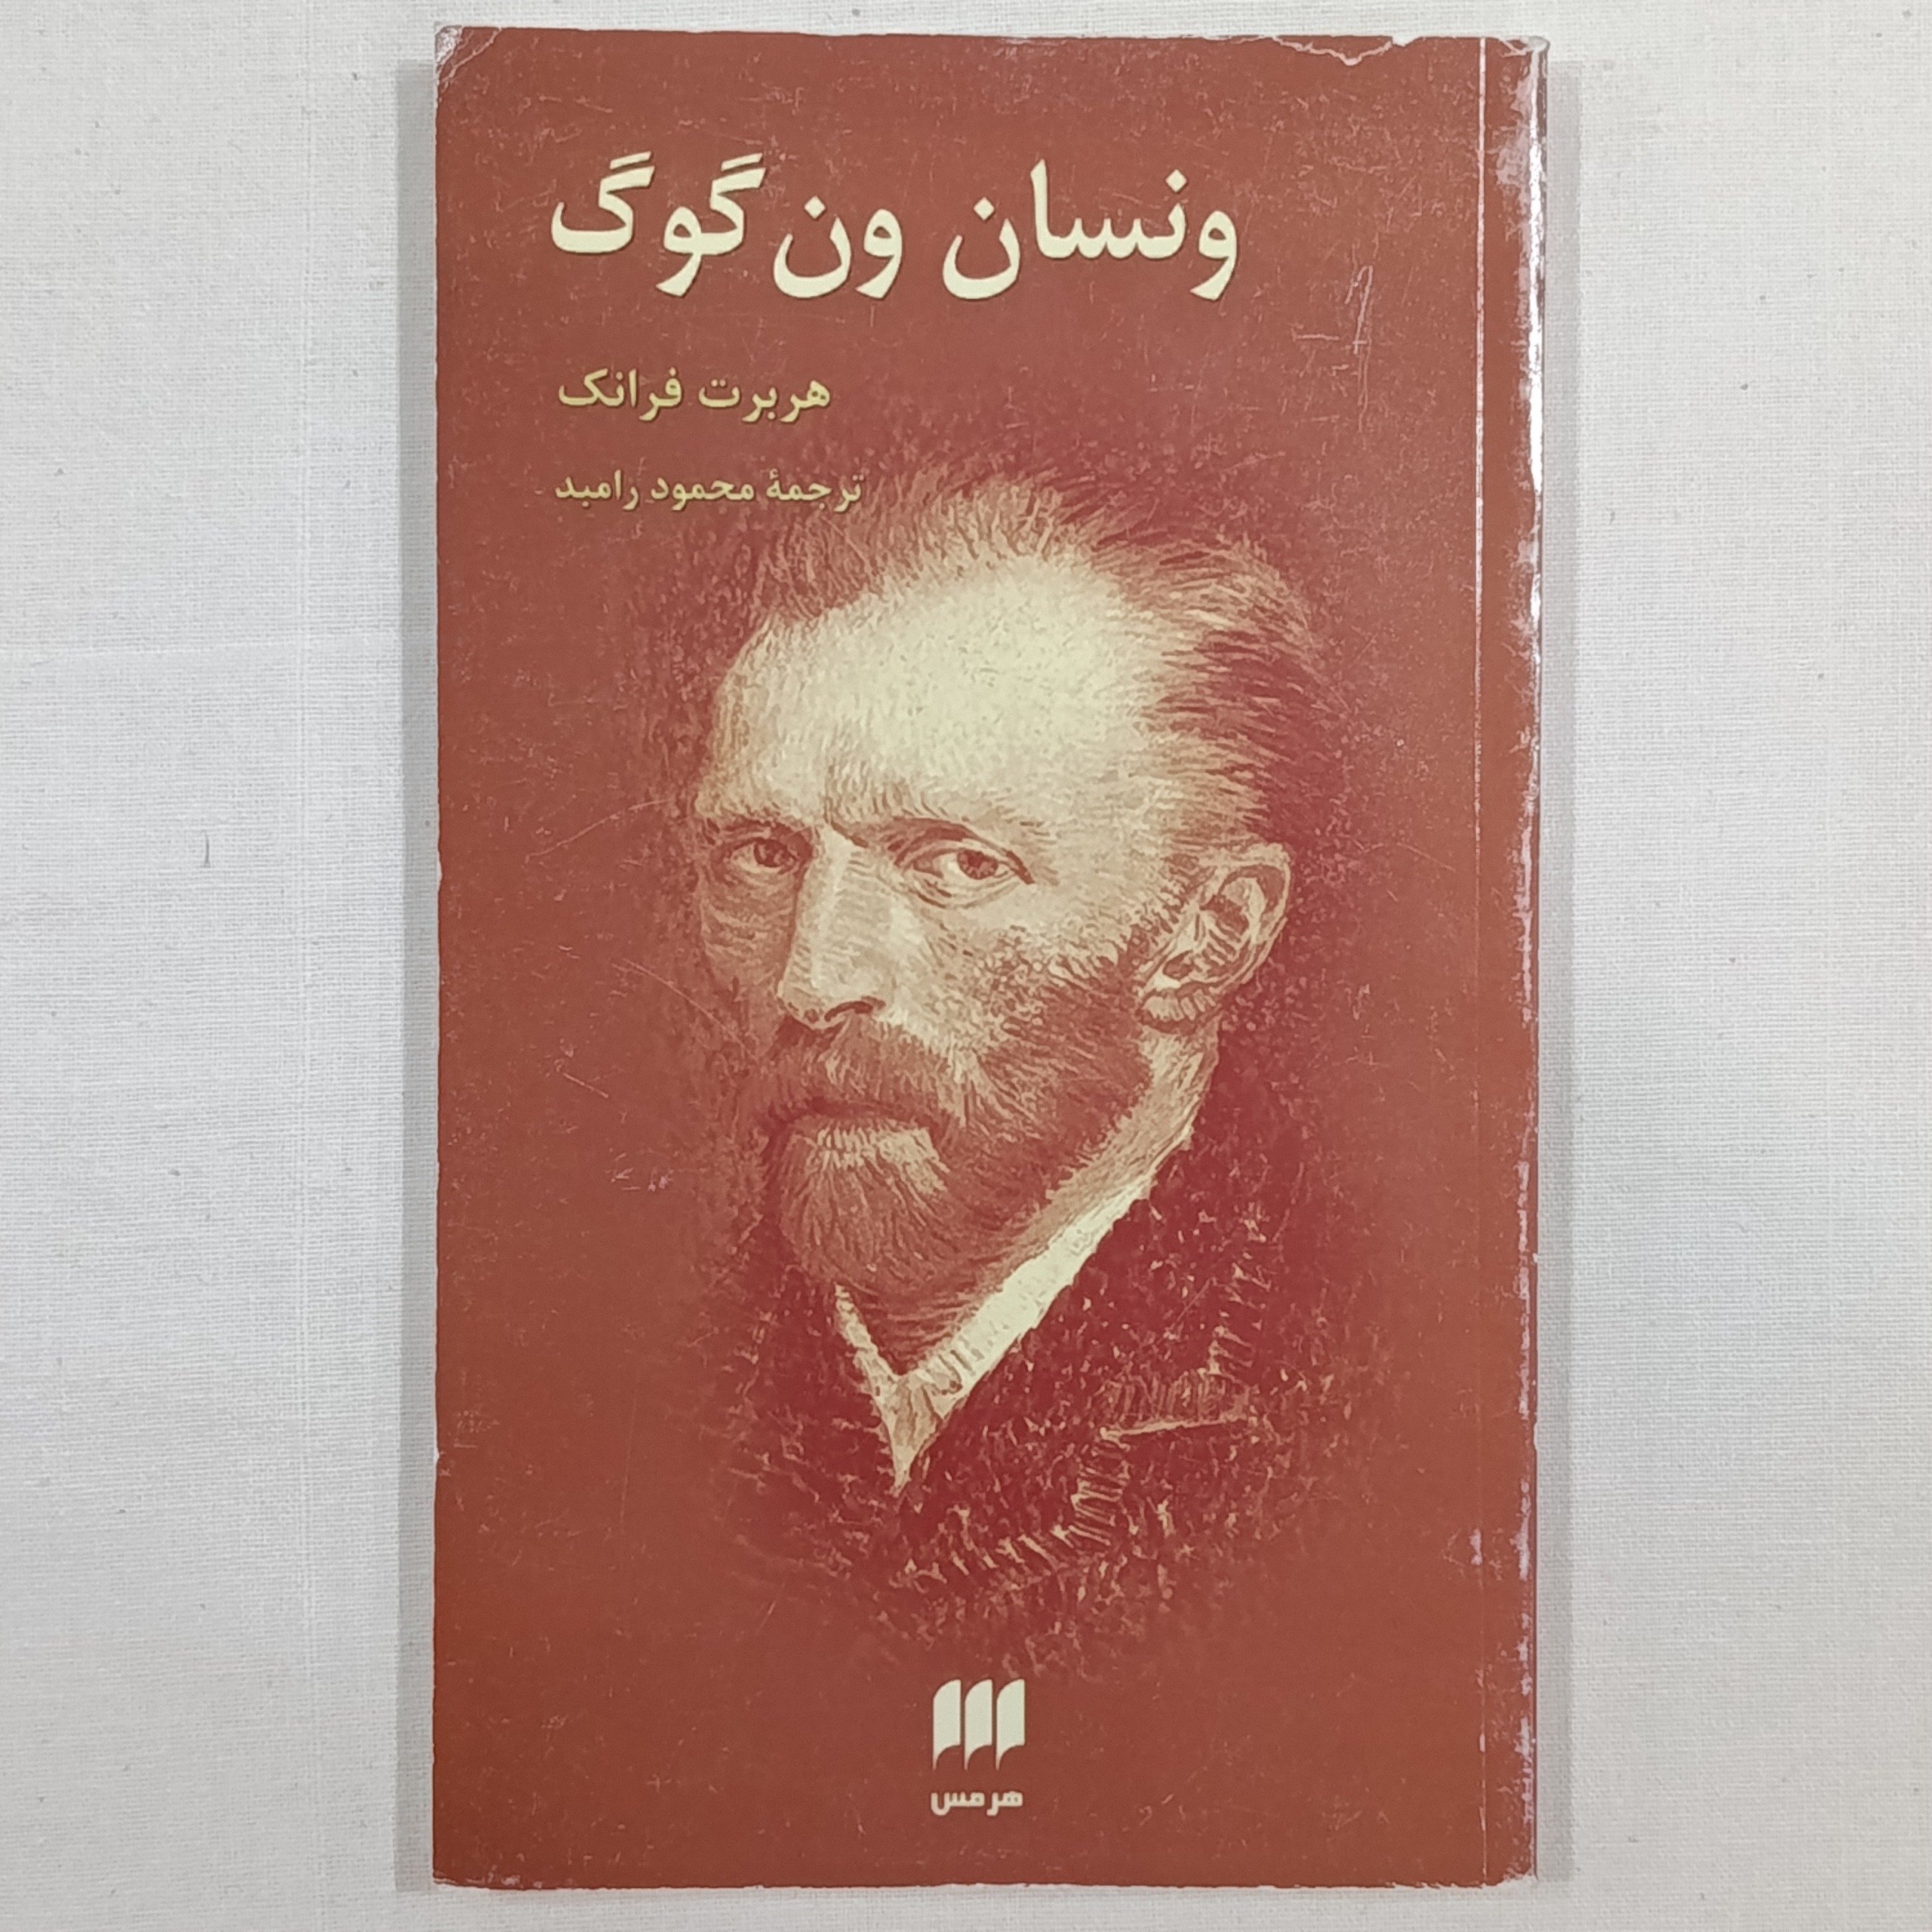 ونسان ون گوگ
هربرت فرانک
ترجمهٔ محمود رامبد
هرمس